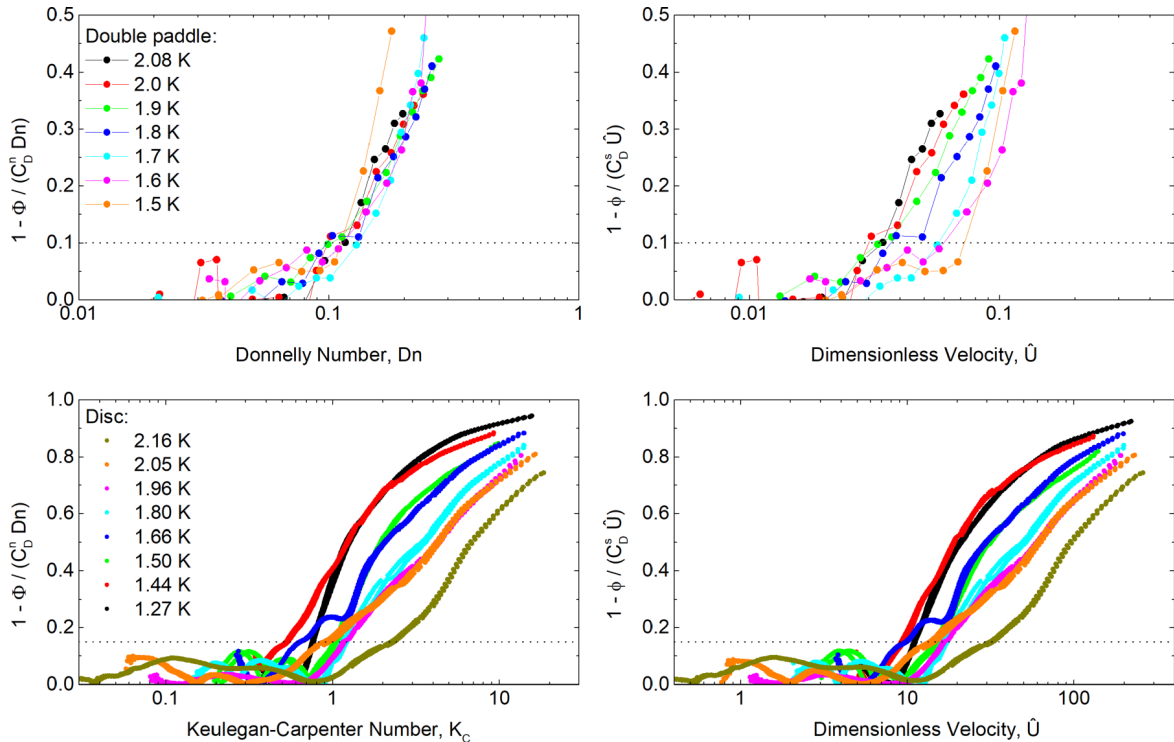 0.5
0.4
0.3
0.2
0.1
0.0
0.1
1
1 - Φ / (C_D^n Dn)
Donnelly Number, Dn
Double paddle:
2.08 K
2.0 K
1.9 K
1.8 K
1.7 K
1.6 K
1.5 K
0.5
0.4
0.3
0.2
0.1
0.0
0.01
0.1
1 - ϕ / (C_D^s Û)
Dimensionless Velocity, Û
1.0
0.8
0.6
0.4
0.2
0.0
0.1
1
10
1 - Φ / (C_D^n Dn)
Keulegan-Carpenter Number, K_C
Disc:
2.16 K
2.05 K
1.96 K
1.80 K
1.66 K
1.50 K
1.44 K
1.27 K
1.0
0.8
0.6
0.4
0.2
0.0
1
10
100
1 - ϕ / (C_D^s Û)
Dimensionless Velocity, Û